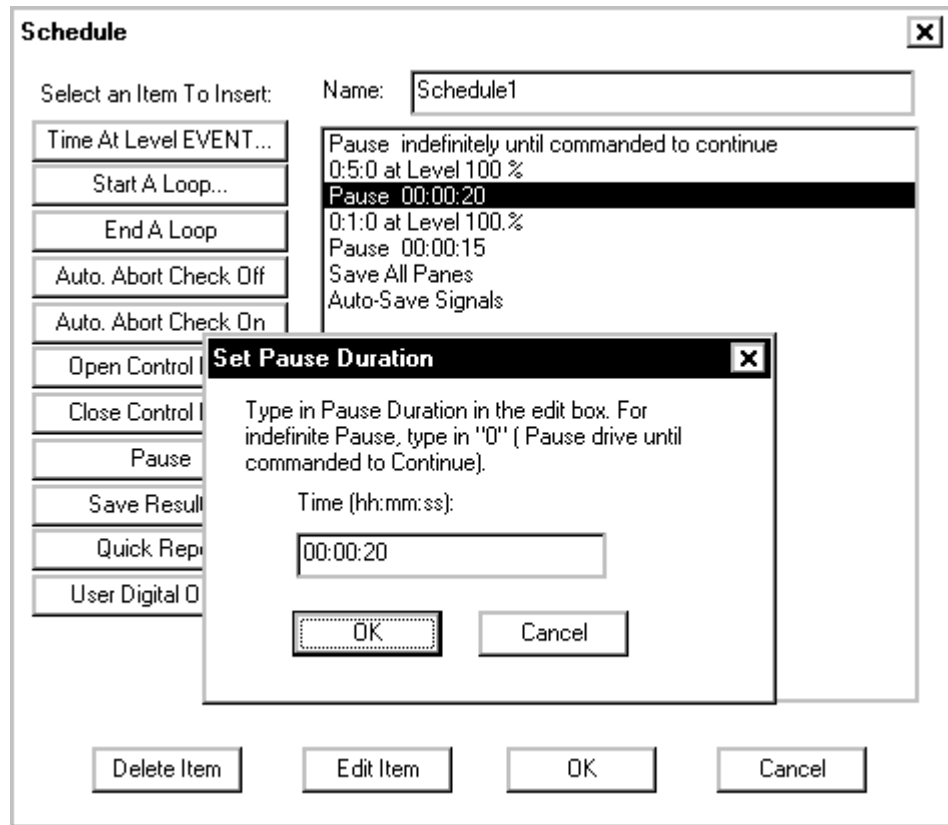 Schedule
Select an Item To Insert:
Name: Schedule1
Time At Level EVENT...
Start A Loop...
End A Loop
Auto. Abort Check Off
Auto. Abort Check On
Open Control
Close Control
Pause
Save
Quick
User Digital
Pause indefinitely until commanded to continue
0:5:0 at Level 100 %
Pause 00:00:20
0:1:0 at Level 100.%
Pause 00:00:15
Save All Panes
Auto-Save Signals
Set Pause Duration
Type in Pause Duration in the edit box. For
indefinite Pause, type in "0" ( Pause drive until
commanded to Continue).
Time (hh:mm:ss):
00:00:20
OK Cancel
Delete Item Edit Item OK Cancel